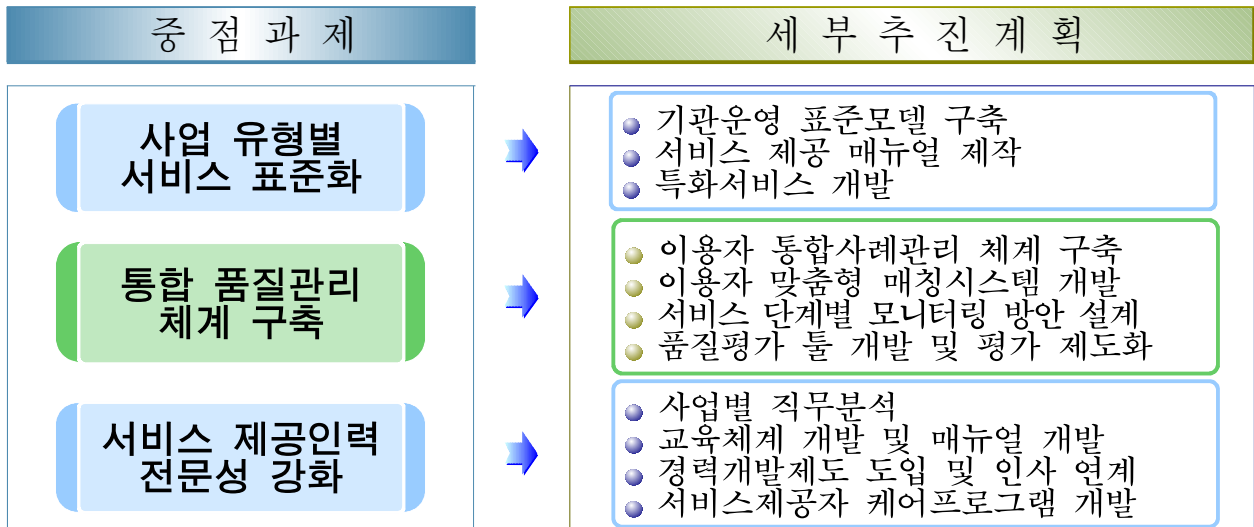 중 점 과 제
세 부 추 진 계 획
사업 유형별
서비스 표준화
기관운영 표준모델 구축
서비스 제공 매뉴얼 제작
특화서비스 개발
통합 품질관리
체계 구축
이용자 통합사례관리 체계 구축
이용자 맞춤형 매칭시스템 개발
서비스 단계별 모니터링 방안 설계
품질평가 툴 개발 및 평가 제도화
서비스 제공인력
전문성 강화
사업별 직무분석
교육체계 개발 및 매뉴얼 개발
경력개발제도 도입 및 인사 연계
서비스제공자 케어프로그램 개발